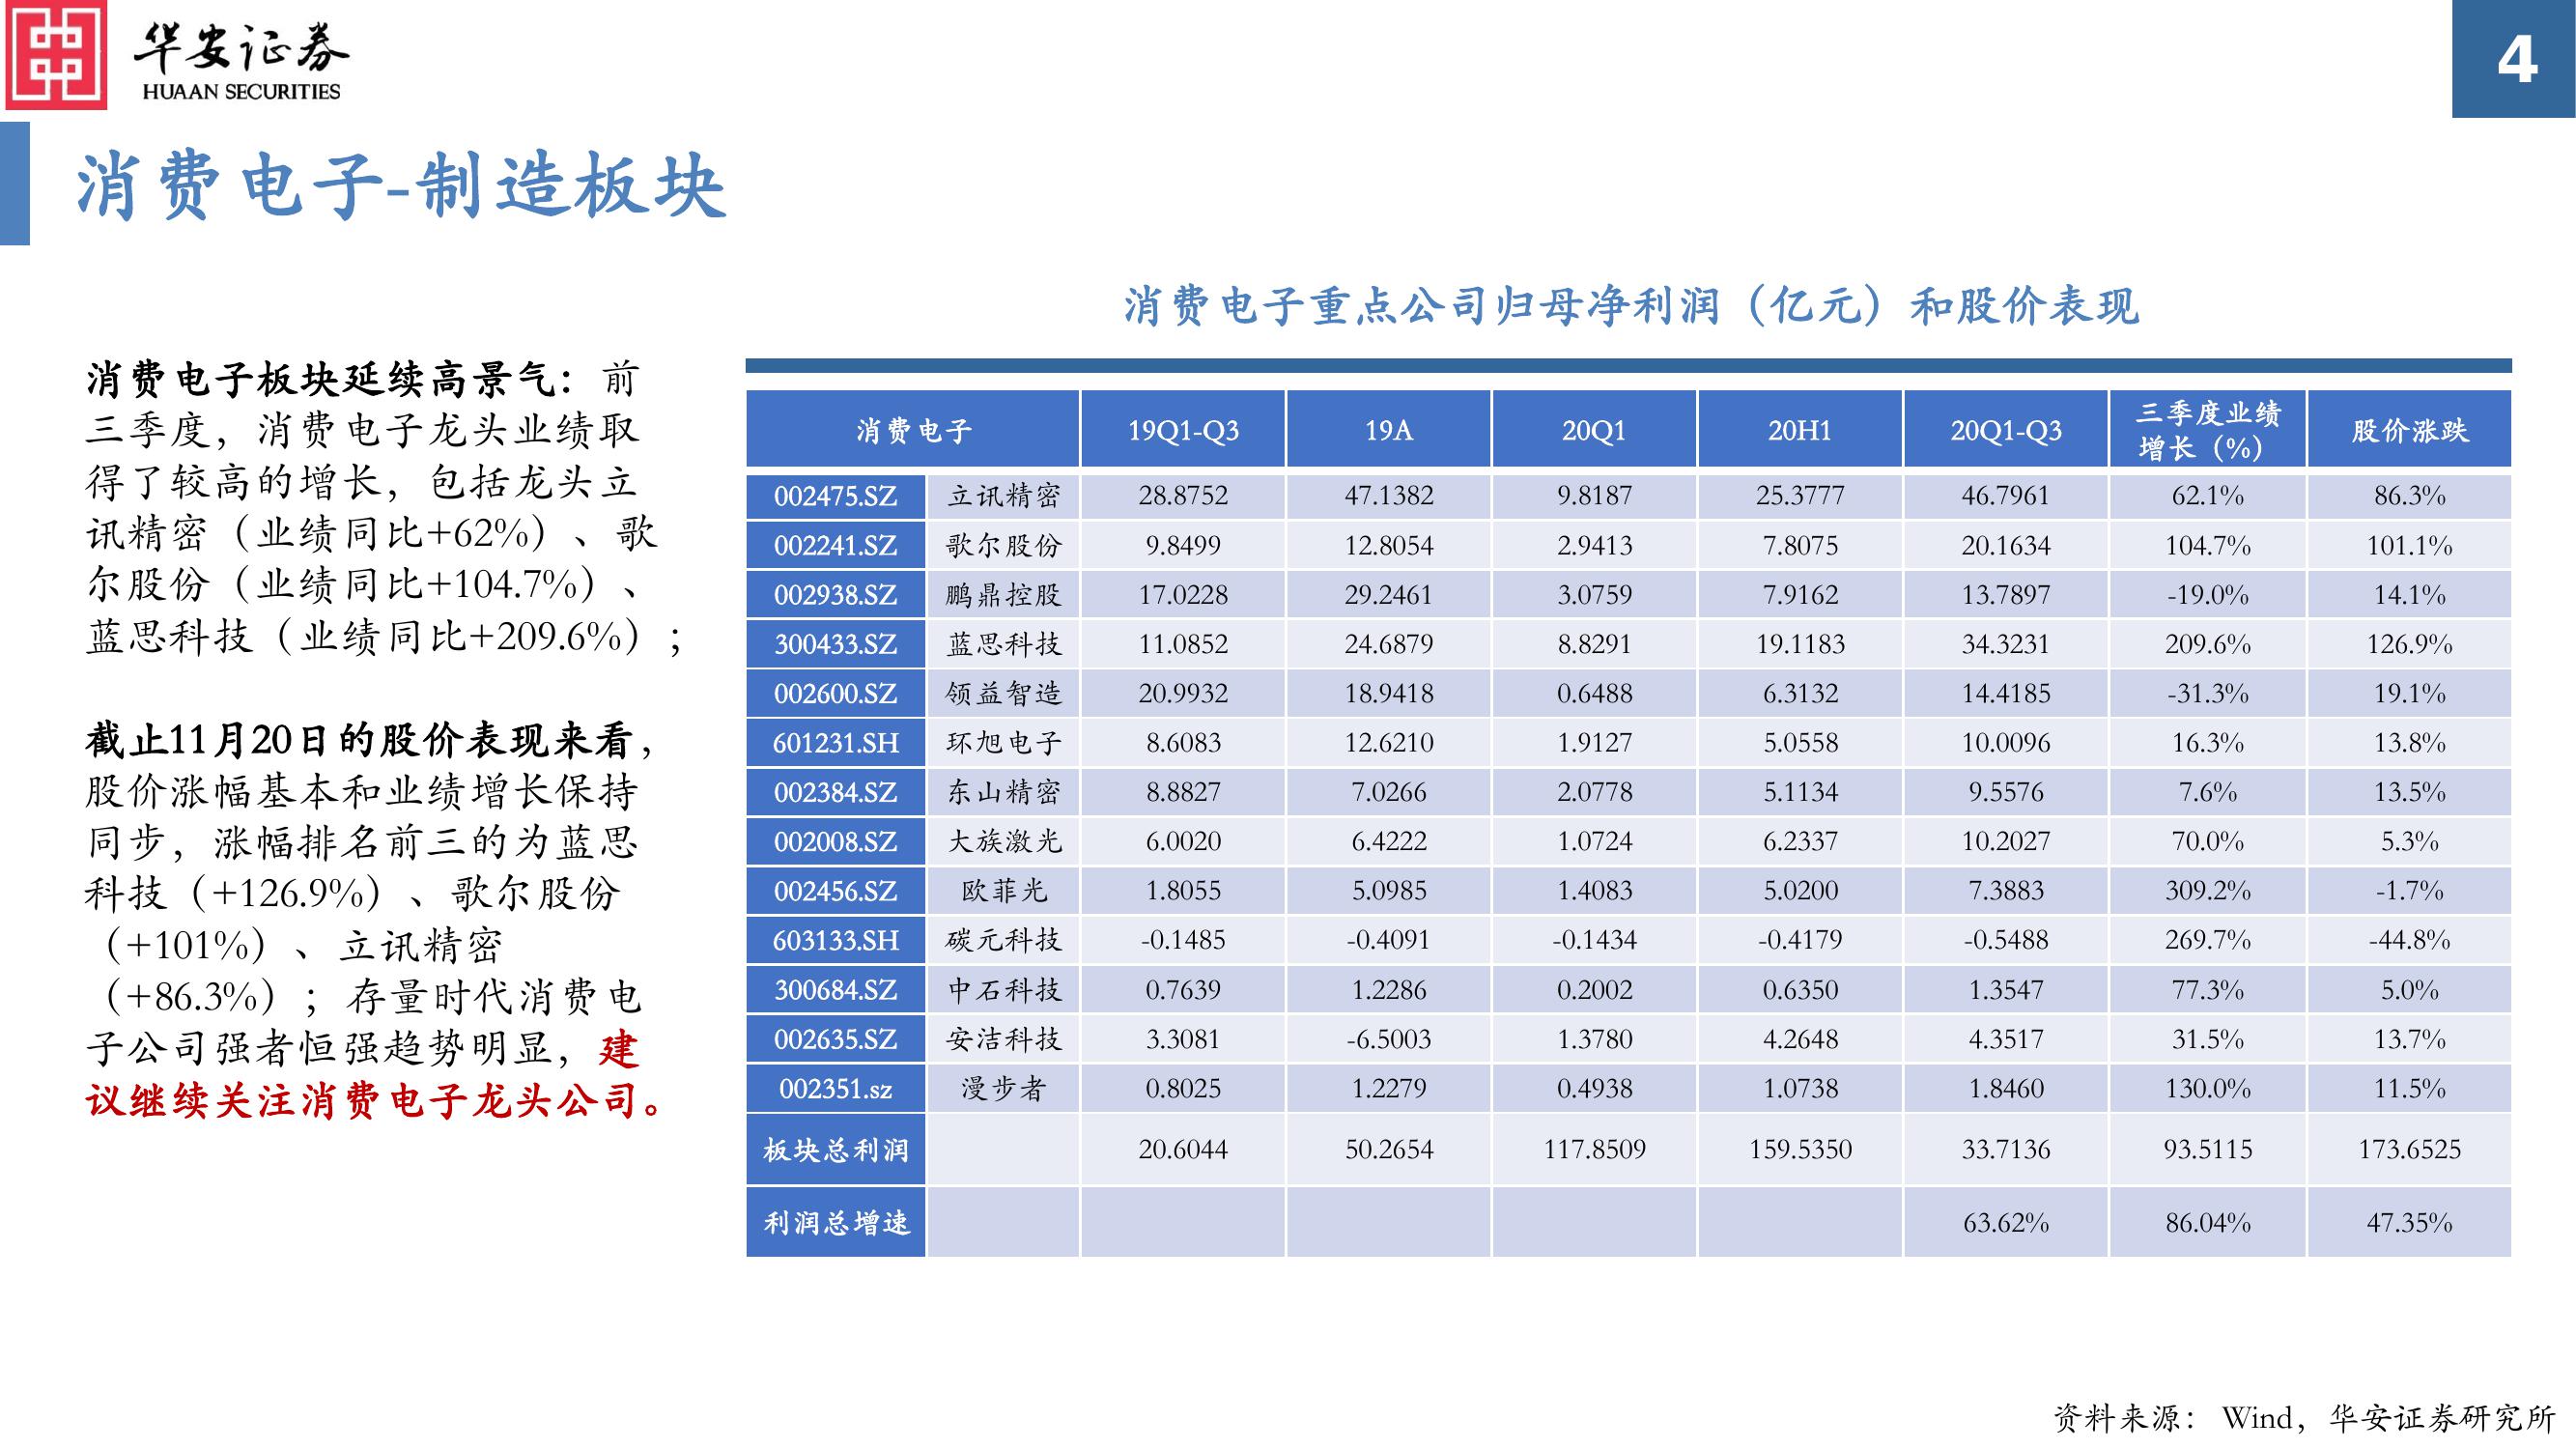 华安证券
HUAAN SECURITIES
4
消费电子-制造板块
消费电子板块延续高景气：前
三季度，消费电子龙头业绩取
得了较高的增长，包括龙头立
讯精密（业绩同比+62%）、歌
尔股份（业绩同比+104.7%）、
蓝思科技（业绩同比+209.6%）；
截止11月20日的股价表现来看，
股价涨幅基本和业绩增长保持
同步，涨幅排名前三的为蓝思
科技（+126.9%）、歌尔股份
（+101%）、立讯精密
（+86.3%）；存量时代消费电
子公司强者恒强趋势明显，建
议继续关注消费电子龙头公司。
消费电子重点公司归母净利润（亿元）和股价表现
消费电子 19Q1-Q3 19A 20Q1 20H1 20Q1-Q3 三季度业绩增长（%） 股价涨跌
002475.SZ 立讯精密 28.8752 47.1382 9.8187 25.3777 46.7961 62.1% 86.3%
002241.SZ 歌尔股份 9.8499 12.8054 2.9413 7.8075 20.1634 104.7% 101.1%
002938.SZ 鹏鼎控股 17.0228 29.2461 3.0759 7.9162 13.7897 -19.0% 14.1%
300433.SZ 蓝思科技 11.0852 24.6879 8.8291 19.1183 34.3231 209.6% 126.9%
002600.SZ 领益智造 20.9932 18.9418 0.6488 6.3132 14.4185 -31.3% 19.1%
601231.SH 环旭电子 8.6083 12.6210 1.9127 5.0558 10.0096 16.3% 13.8%
002384.SZ 东山精密 8.8827 7.0266 2.0778 5.1134 9.5576 7.6% 13.5%
002008.SZ 大族激光 6.0020 6.4222 1.0724 6.2337 10.2027 70.0% 5.3%
002456.SZ 欧菲光 1.8055 5.0985 1.4083 5.0200 7.3883 309.2% -1.7%
603133.SH 碳元科技 -0.1485 -0.4091 -0.1434 -0.4179 -0.5488 269.7% -44.8%
300684.SZ 中石科技 0.7639 1.2286 0.2002 0.6350 1.3547 77.3% 5.0%
002635.SZ 安洁科技 3.3081 -6.5003 1.3780 4.2648 4.3517 31.5% 13.7%
002351.sz 漫步者 0.8025 1.2279 0.4938 1.0738 1.8460 130.0% 11.5%
板块总利润 20.6044 50.2654 117.8509 159.5350 33.7136 93.5115 173.6525
利润总增速 63.62% 86.04% 47.35%
资料来源： Wind，华安证券研究所